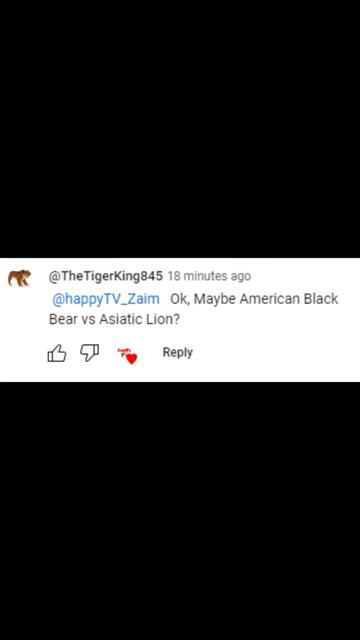 @TheTigerKing845 18 minutes ago
@happyTV_Zaim Ok, Maybe American Black
Bear vs Asiatic Lion?
Reply